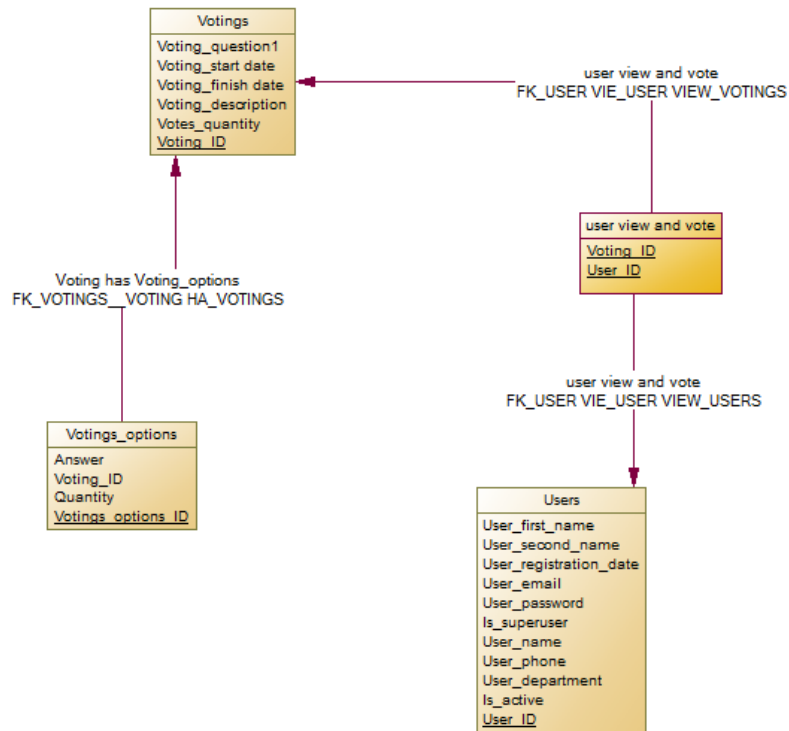 Votings
Voting_question1
Voting_start date
Voting_finish date
Voting_description
Votes_quantity
Voting_ID
user view and vote
FK_USER VIE_USER VIEW_VOTINGS
user view and vote
Voting_ID
User_ID
Voting has Voting_options
FK_VOTINGS__VOTING HA_VOTINGS
user view and vote
FK_USER VIE_USER VIEW_USERS
Votings_options
Answer
Voting_ID
Quantity
Votings_options_ID
Users
User_first_name
User_second_name
User_registration_date
User_email
User_password
Is_superuser
User_name
User_phone
User_department
Is_active
User_ID